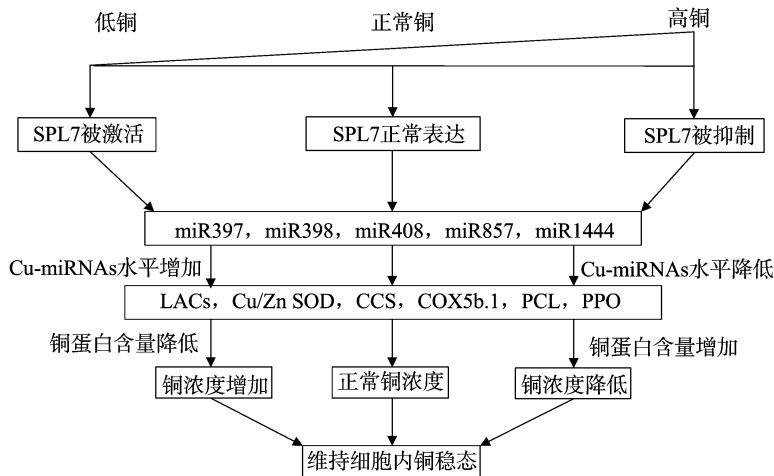 低铜 正常铜 高铜
SPL7被激活 SPL7正常表达 SPL7被抑制
miR397，miR398，miR408，miR857，miR1444
Cu-miRNAs水平增加 Cu-miRNAs水平降低
LACs，Cu/Zn SOD，CCS，COX5b.1，PCL，PPO
铜蛋白含量降低 铜蛋白含量增加
铜浓度增加 正常铜浓度 铜浓度降低
维持细胞内铜稳态